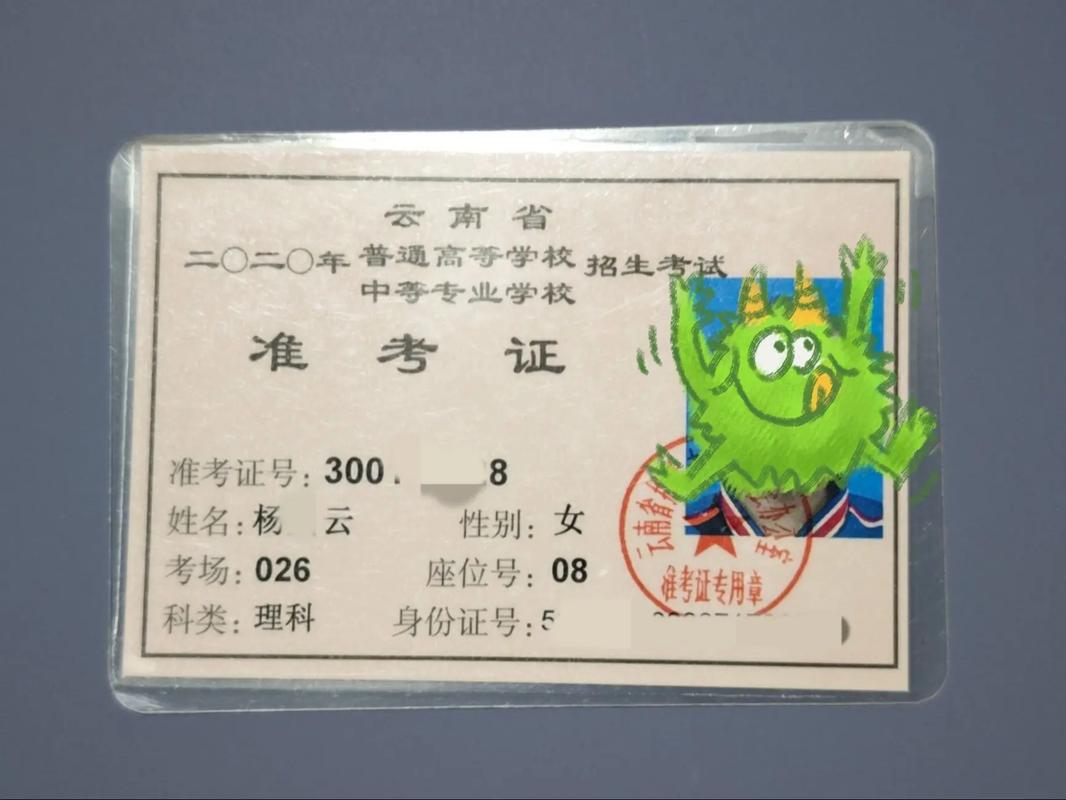 云南省
二〇二〇年 普通高等学校 招生考试
中等专业学校
准考证
准考证号: 300 8
姓名: 杨 云 性别: 女
考场: 026 座位号: 08
科类: 理科 身份证号: 5
云南省
准考证专用章